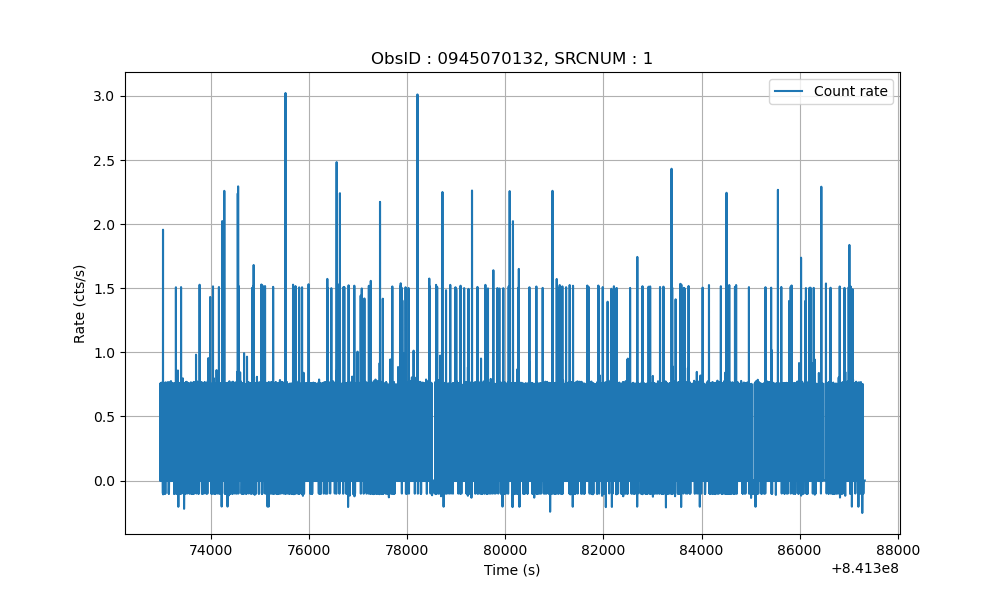 ObsID : 0945070132, SRCNUM : 1
Count rate
3.0
2.5
2.0
1.5
1.0
0.5
0.0
Rate (cts/s)
74000 76000 78000 80000 82000 84000 86000 88000
Time (s)
+8.413e8